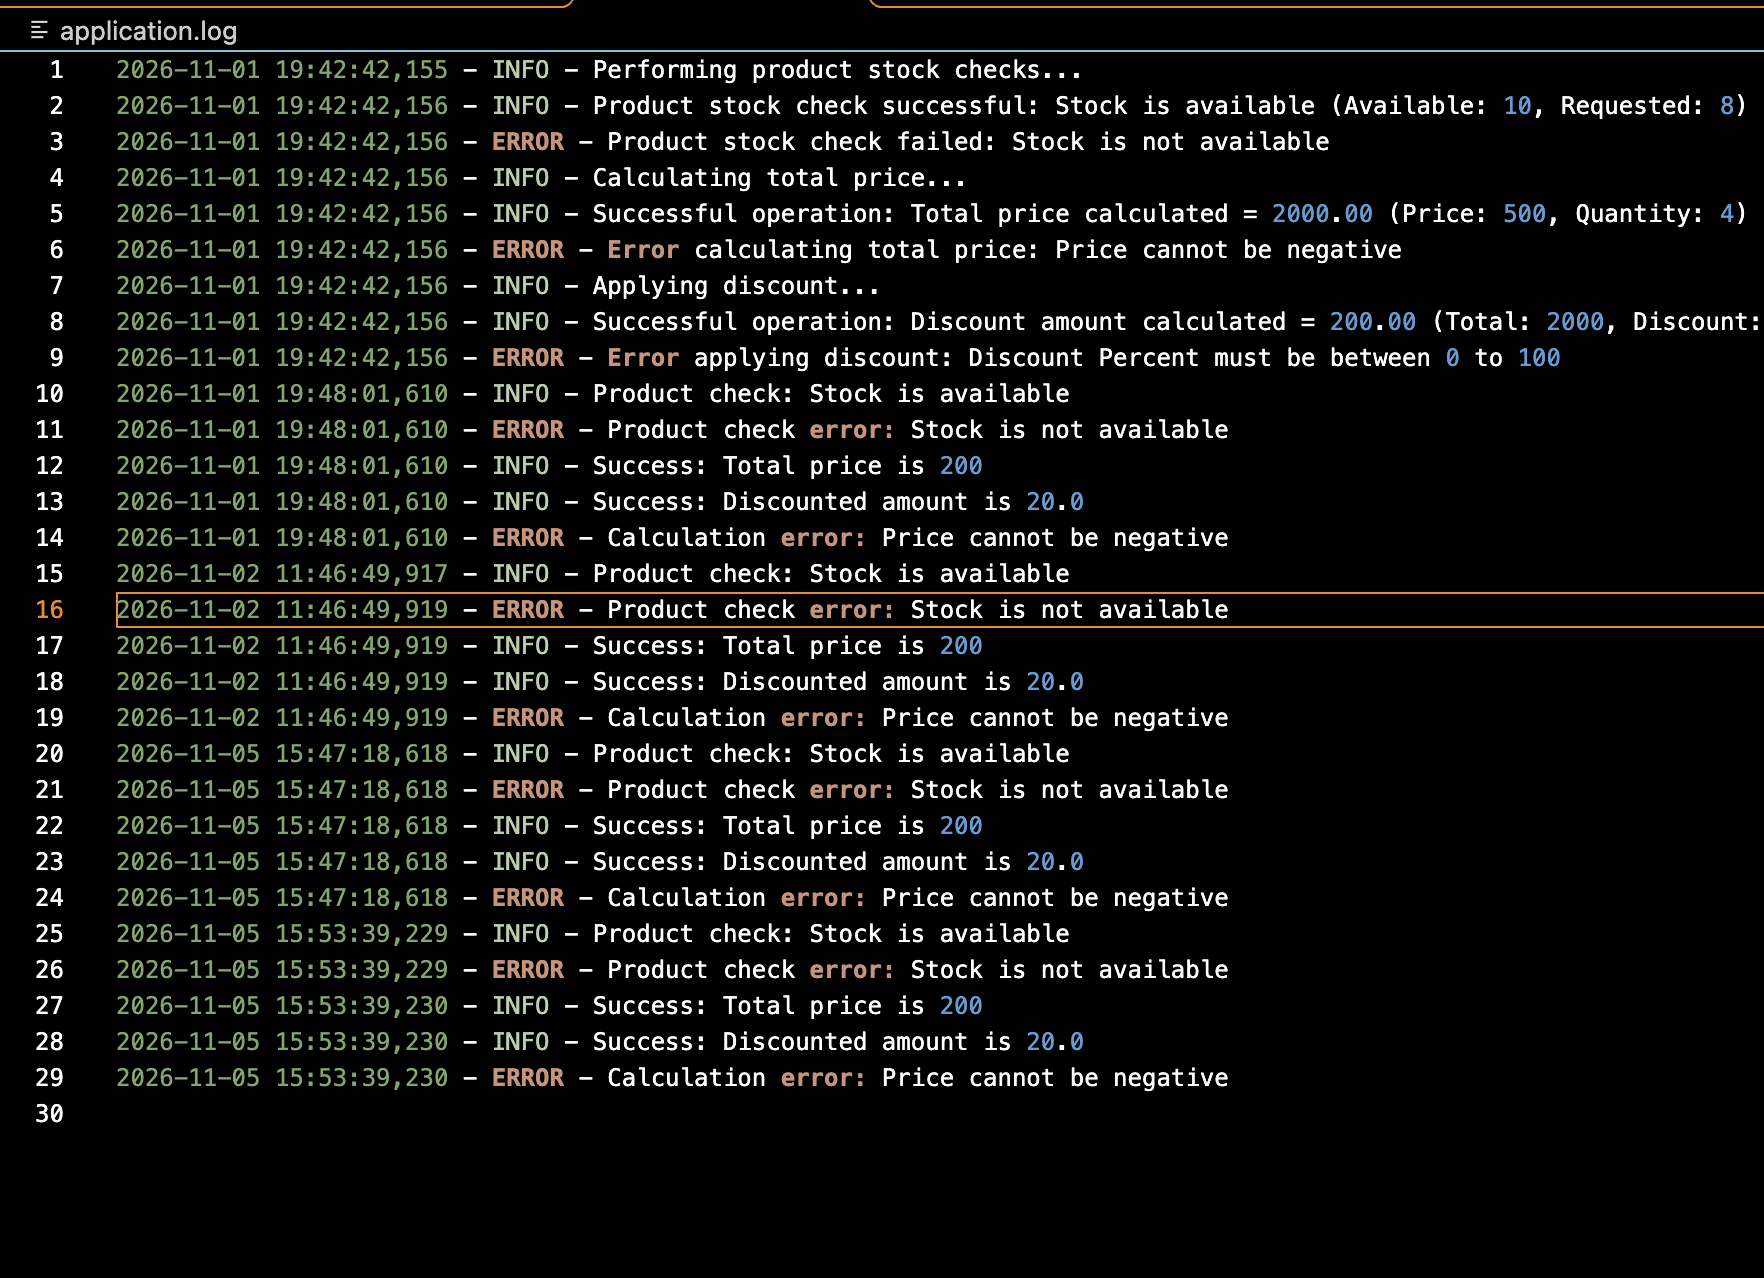 application.log
1 2026-11-01 19:42:42,155 - INFO - Performing product stock checks...
2 2026-11-01 19:42:42,156 - INFO - Product stock check successful: Stock is available (Available: 10, Requested: 8)
3 2026-11-01 19:42:42,156 - ERROR - Product stock check failed: Stock is not available
4 2026-11-01 19:42:42,156 - INFO - Calculating total price...
5 2026-11-01 19:42:42,156 - INFO - Successful operation: Total price calculated = 2000.00 (Price: 500, Quantity: 4)
6 2026-11-01 19:42:42,156 - ERROR - Error calculating total price: Price cannot be negative
7 2026-11-01 19:42:42,156 - INFO - Applying discount...
8 2026-11-01 19:42:42,156 - INFO - Successful operation: Discount amount calculated = 200.00 (Total: 2000, Discount:
9 2026-11-01 19:42:42,156 - ERROR - Error applying discount: Discount Percent must be between 0 to 100
10 2026-11-01 19:48:01,610 - INFO - Product check: Stock is available
11 2026-11-01 19:48:01,610 - ERROR - Product check error: Stock is not available
12 2026-11-01 19:48:01,610 - INFO - Success: Total price is 200
13 2026-11-01 19:48:01,610 - INFO - Success: Discounted amount is 20.0
14 2026-11-01 19:48:01,610 - ERROR - Calculation error: Price cannot be negative
15 2026-11-02 11:46:49,917 - INFO - Product check: Stock is available
16 2026-11-02 11:46:49,919 - ERROR - Product check error: Stock is not available
17 2026-11-02 11:46:49,919 - INFO - Success: Total price is 200
18 2026-11-02 11:46:49,919 - INFO - Success: Discounted amount is 20.0
19 2026-11-02 11:46:49,919 - ERROR - Calculation error: Price cannot be negative
20 2026-11-05 15:47:18,618 - INFO - Product check: Stock is available
21 2026-11-05 15:47:18,618 - ERROR - Product check error: Stock is not available
22 2026-11-05 15:47:18,618 - INFO - Success: Total price is 200
23 2026-11-05 15:47:18,618 - INFO - Success: Discounted amount is 20.0
24 2026-11-05 15:47:18,618 - ERROR - Calculation error: Price cannot be negative
25 2026-11-05 15:53:39,229 - INFO - Product check: Stock is available
26 2026-11-05 15:53:39,229 - ERROR - Product check error: Stock is not available
27 2026-11-05 15:53:39,230 - INFO - Success: Total price is 200
28 2026-11-05 15:53:39,230 - INFO - Success: Discounted amount is 20.0
29 2026-11-05 15:53:39,230 - ERROR - Calculation error: Price cannot be negative
30